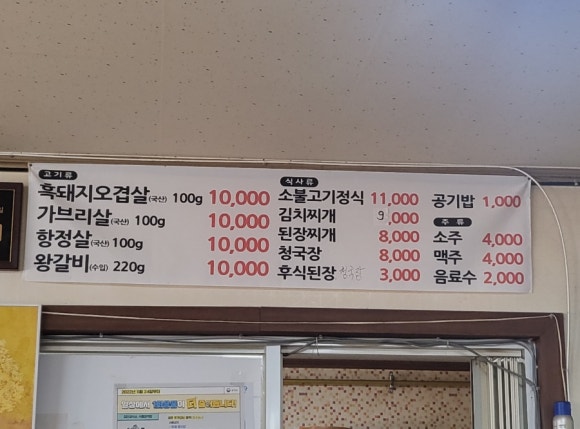 고기류
흑돼지오겹살(국산) 100g 10,000
가브리살(국산) 100g 10,000
항정살(국산) 100g 10,000
왕갈비(수입) 220g 10,000
식사류
소불고기정식 11,000
김치찌개 9,000
된장찌개 8,000
청국장 8,000
후식된장 3,000
공기밥 1,000
주류
소주 4,000
맥주 4,000
음료수 2,000